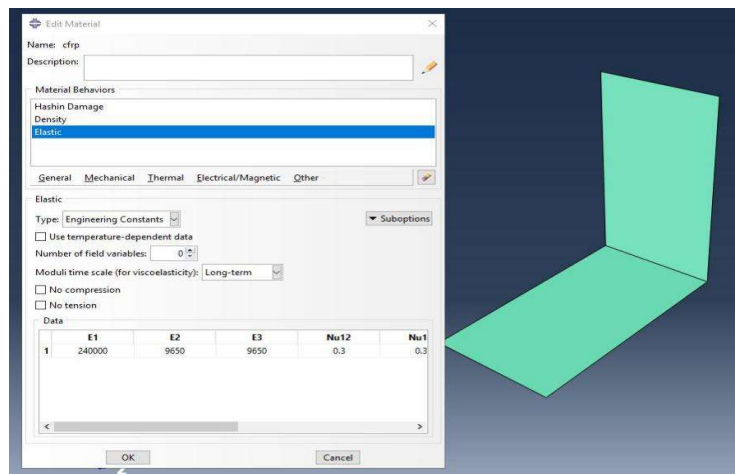 Edit Material
Name: cfrp
Description:
Material Behaviors
Hashin Damage
Density
Elastic
General Mechanical Thermal Electrical/Magnetic Other
Elastic
Type: Engineering Constants
Suboptions
Use temperature-dependent data
Number of field variables: 0
Moduli time scale (for viscoelasticity): Long-term
No compression
No tension
Data
E1 E2 E3 Nu12 Nu1
1 240000 9650 9650 0.3 0.3
OK Cancel
Z